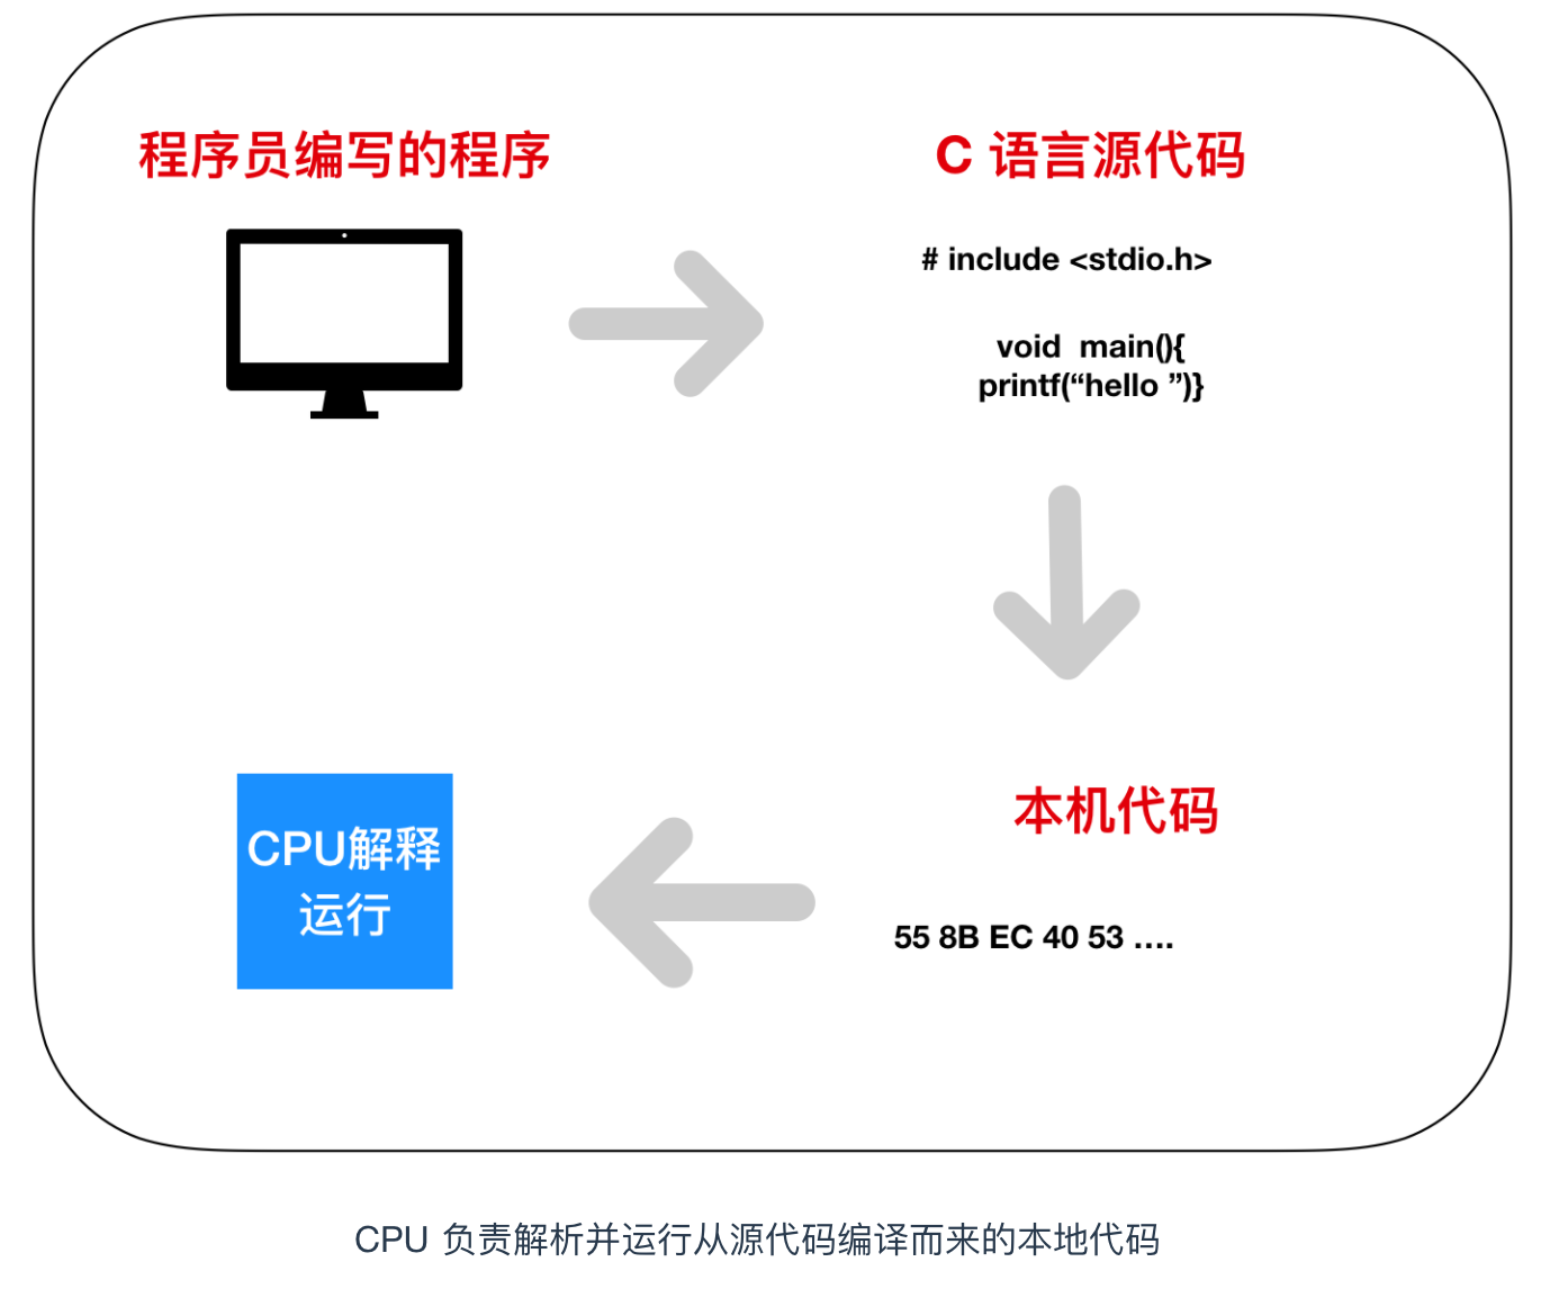 程序员编写的程序
C 语言源代码
# include <stdio.h>
void  main(){
printf(“hello ”)}
本机代码
55 8B EC 40 53 ....
CPU解释
运行
CPU 负责解析并运行从源代码编译而来的本地代码